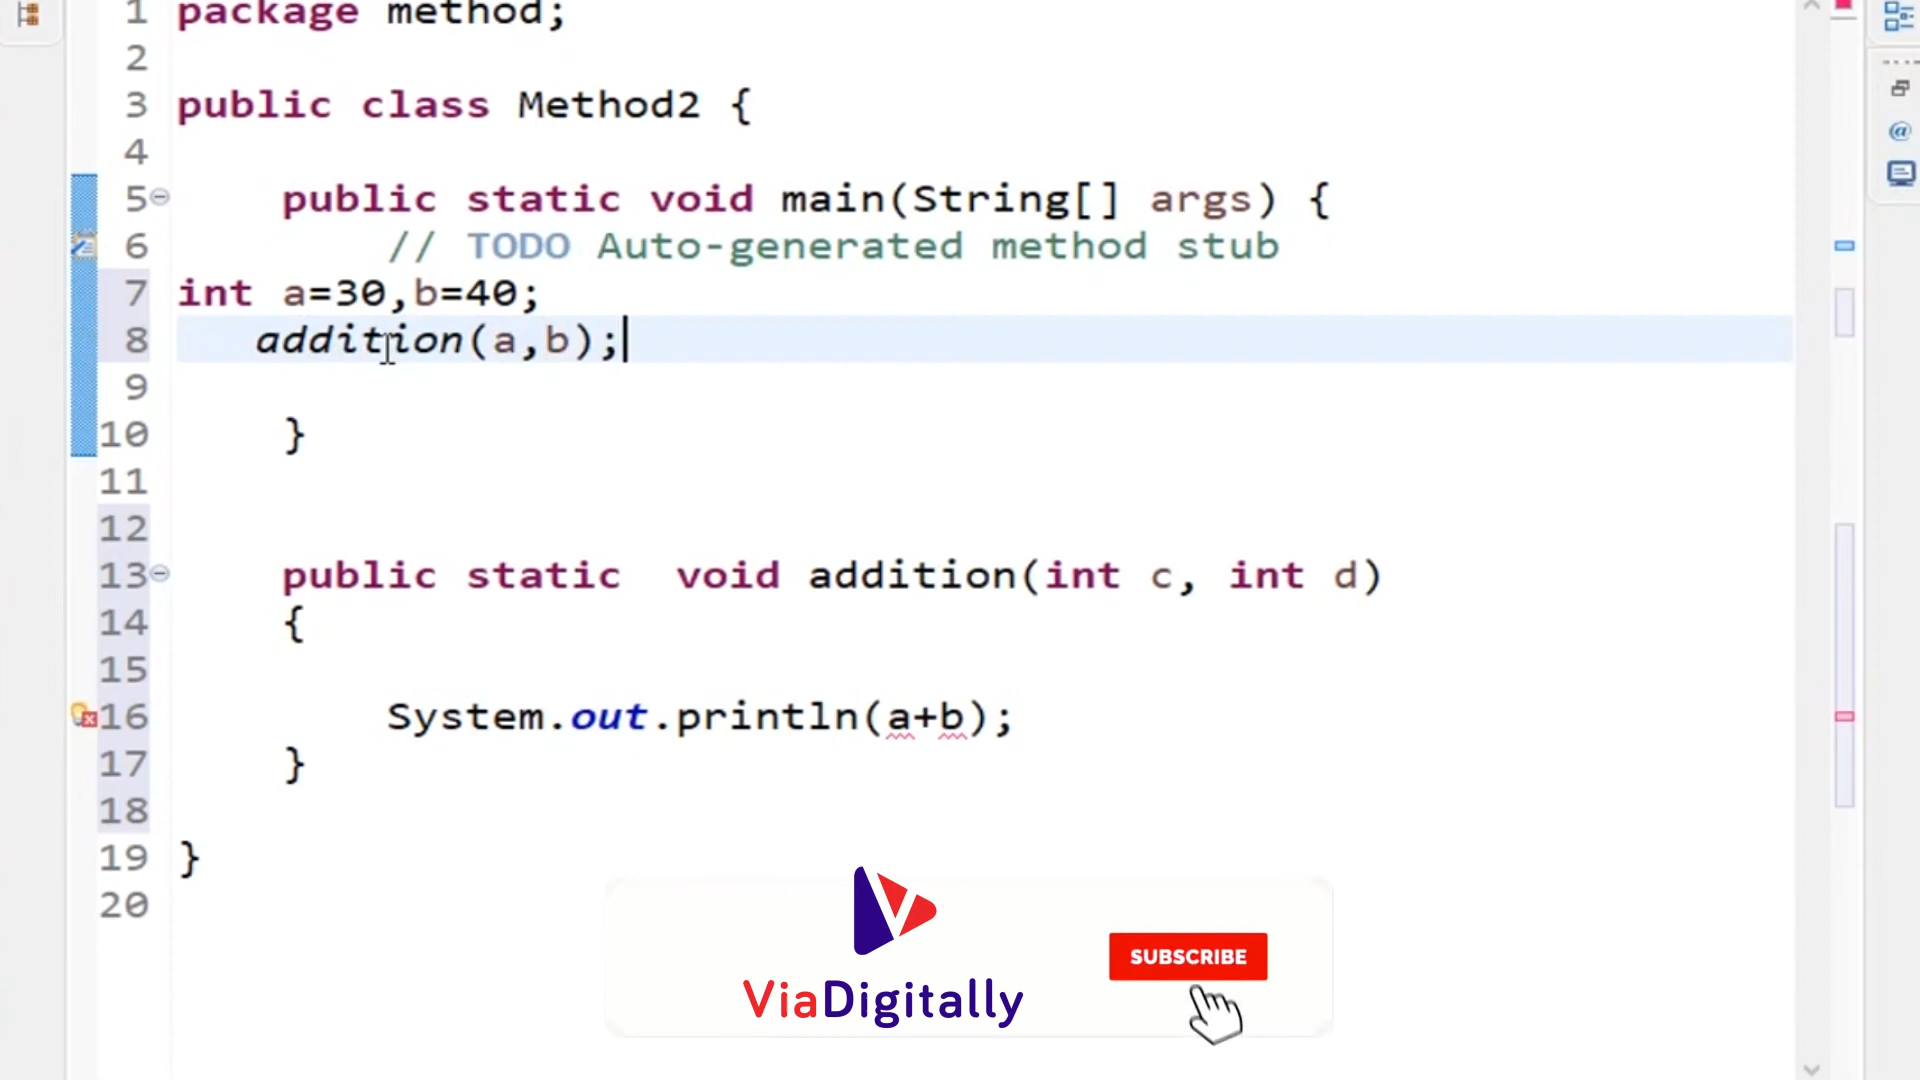 1 package method;
2
3 public class Method2 {
4
5 public static void main(String[] args) {
6 // TODO Auto-generated method stub
7 int a=30,b=40;
8 addition(a,b);
9
10 }
11
12
13 public static  void addition(int c, int d)
14 {
15
16 System.out.println(a+b);
17 }
18
19 }
20
SUBSCRIBE
ViaDigitally